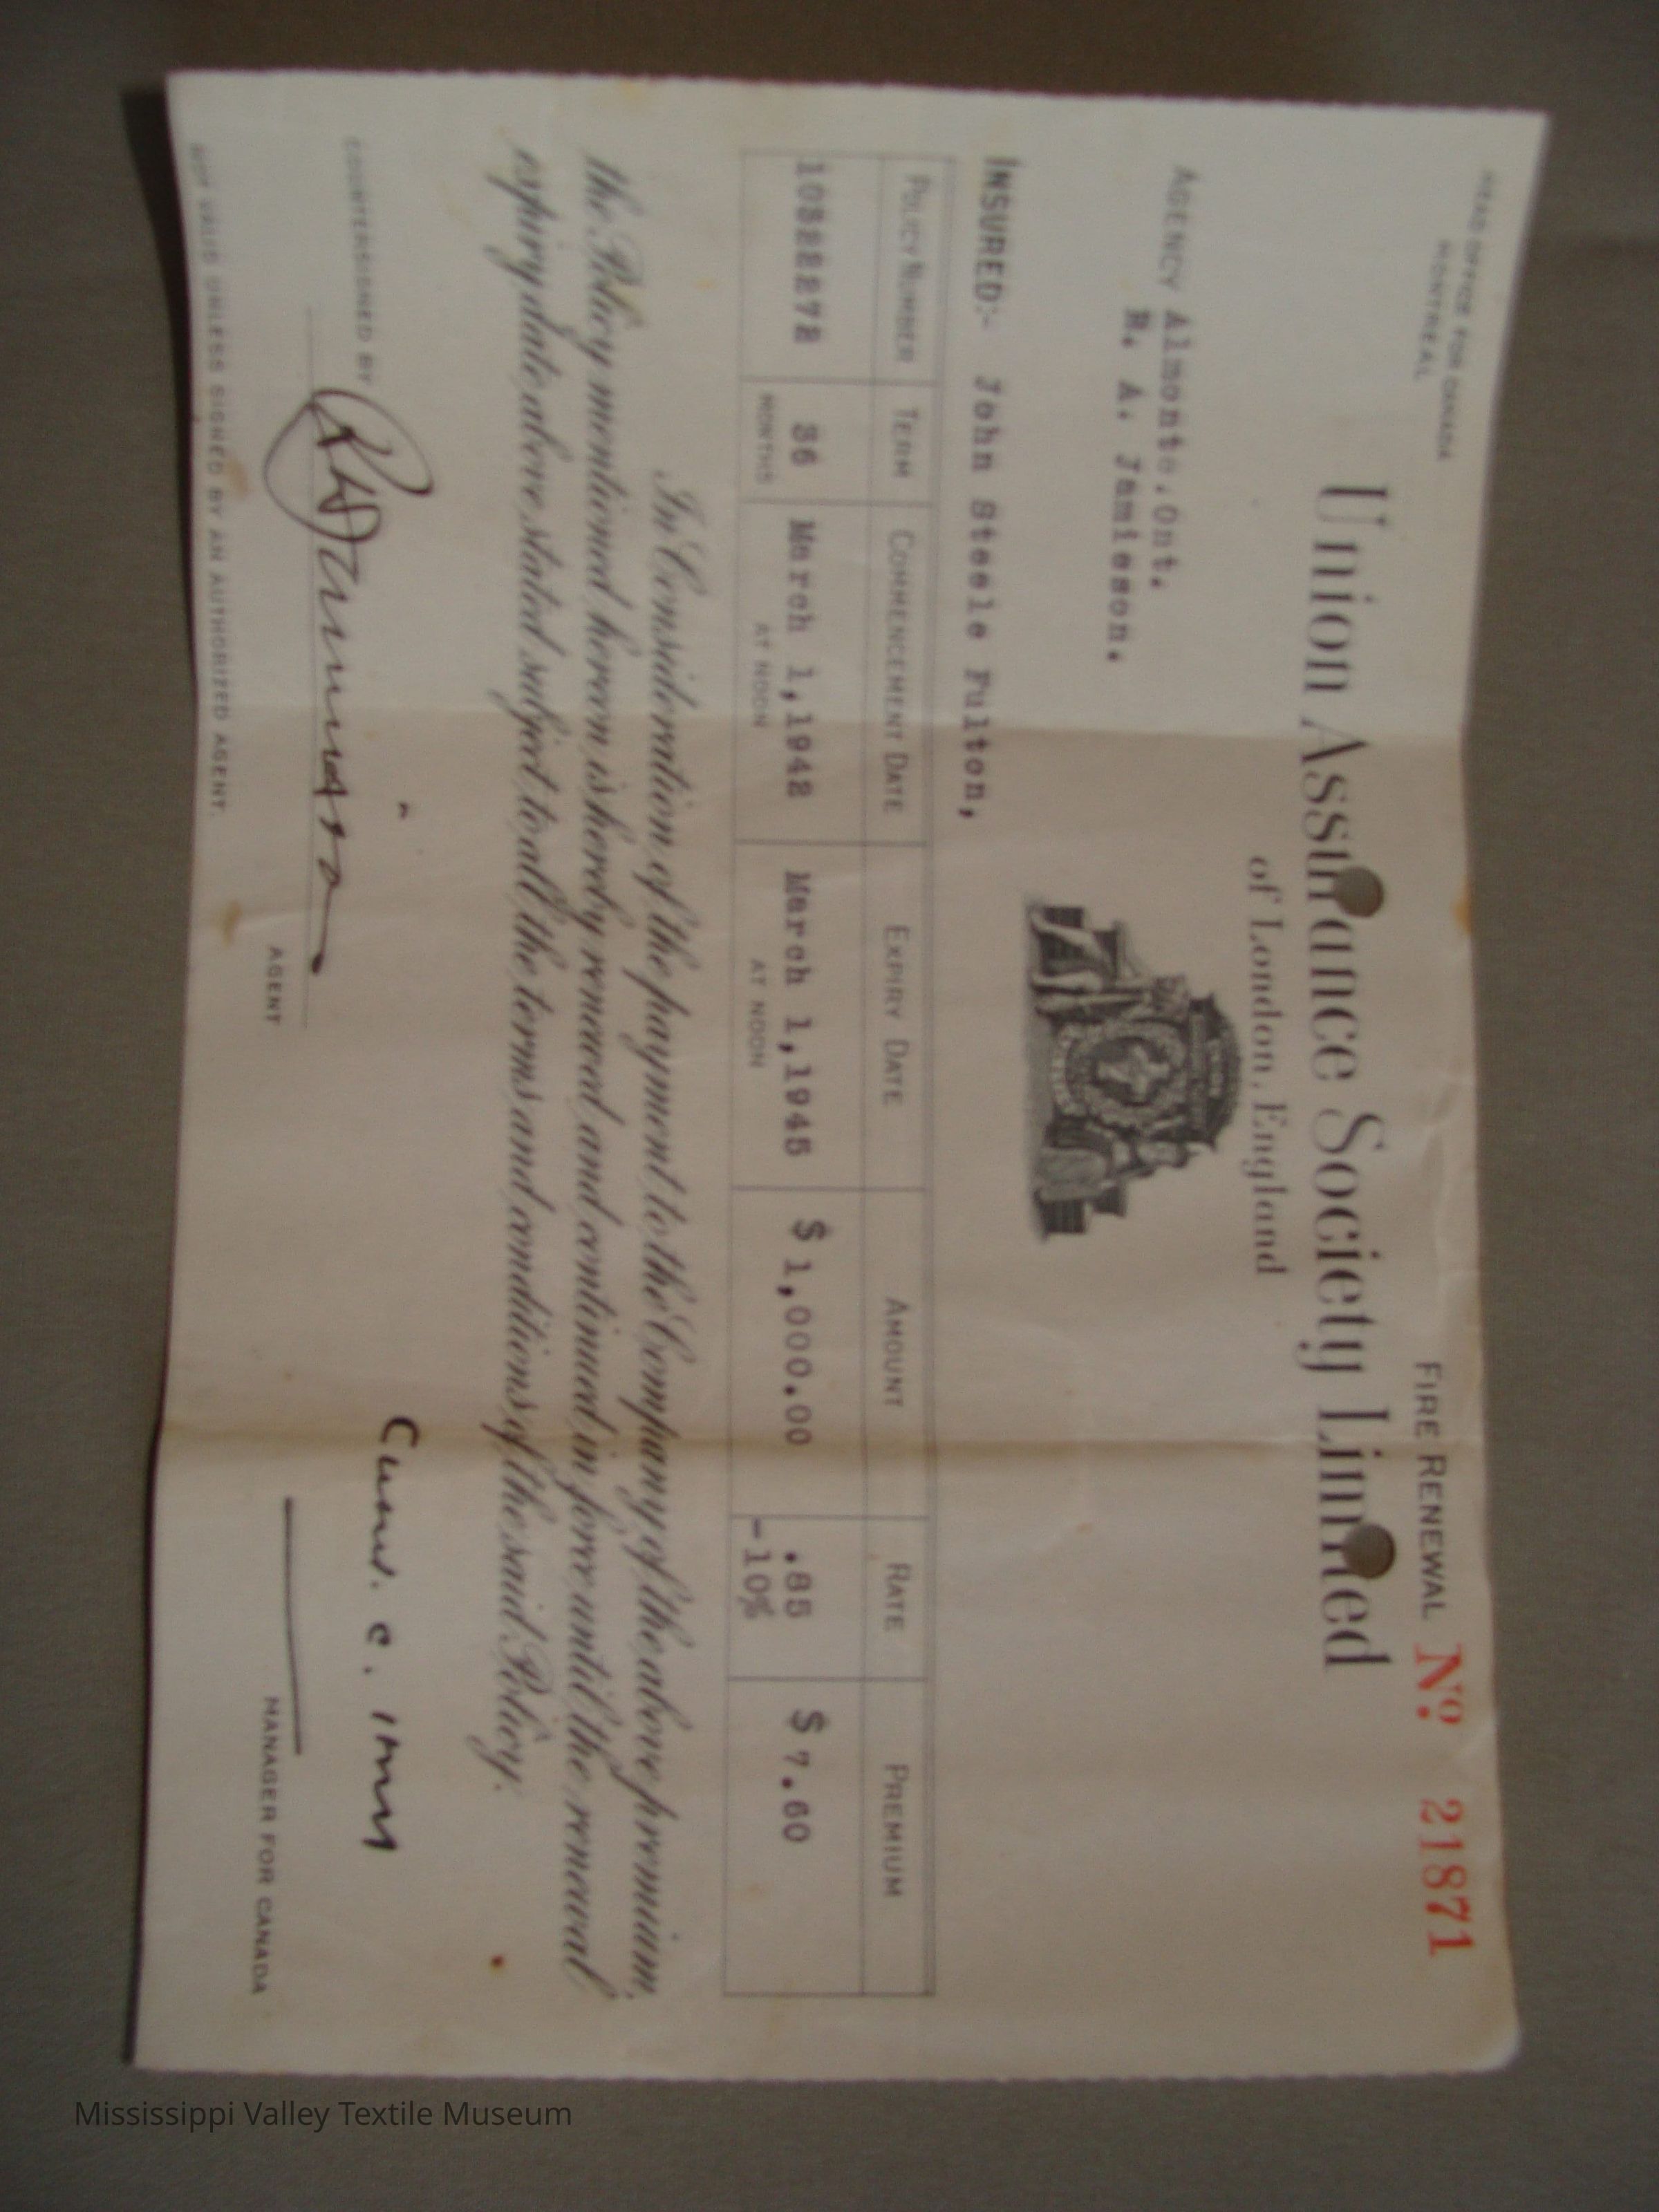 HEAD OFFICE FOR CANADA
MONTREAL
FIRE RENEWAL No. 21871
Union Assurance Society Limited
of London, England
AGENCY Almonte, Ont.
R. A. Jamieson.
INSURED:- John Steele Fulton,
POLICY NUMBER TERM COMMENCEMENT DATE EXPIRY DATE AMOUNT RATE PREMIUM
36 March 1,1942 March 1,1945 $ 1,000.00 .85 $ 7.60
MONTHS AT NOON AT NOON -10%
In Consideration of the payment to the Company of the above premium,
the Policy mentioned hereon is hereby renewed and continued in force until the renewal
expiry date above stated subject to all the terms and conditions of the said Policy.
COUNTERSIGNED BY
AGENT
MANAGER FOR CANADA
NOT VALID UNLESS SIGNED BY AN AUTHORIZED AGENT.
Mississippi Valley Textile Museum